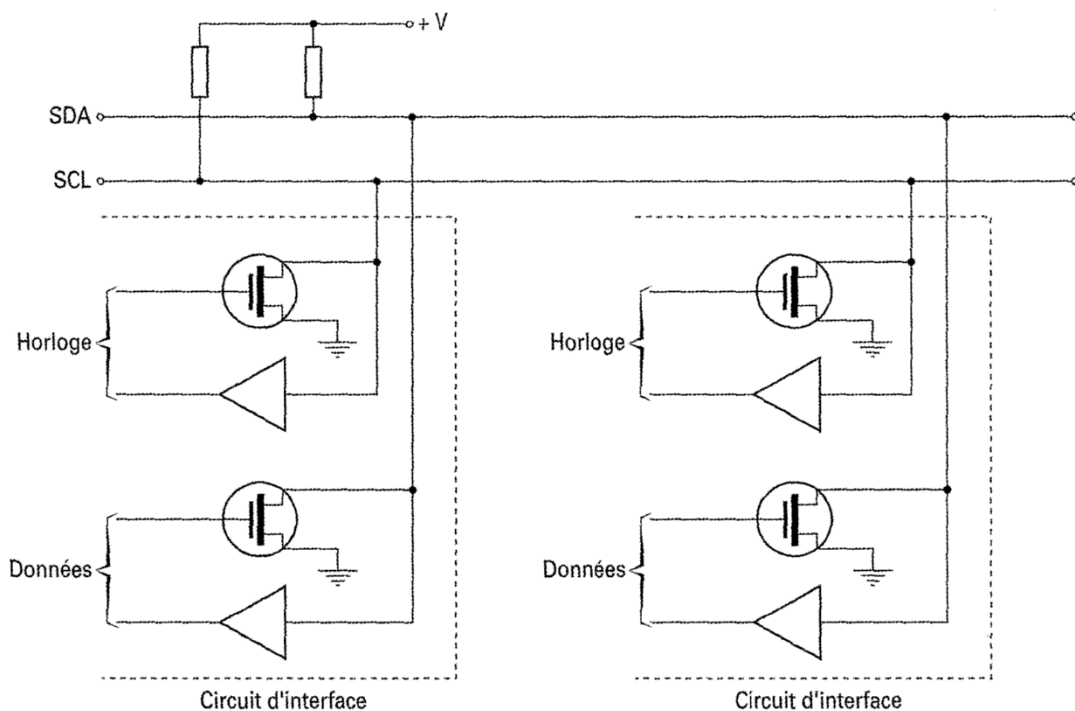 + V
SDA
SCL
Horloge
Horloge
Données
Données
Circuit d'interface
Circuit d'interface